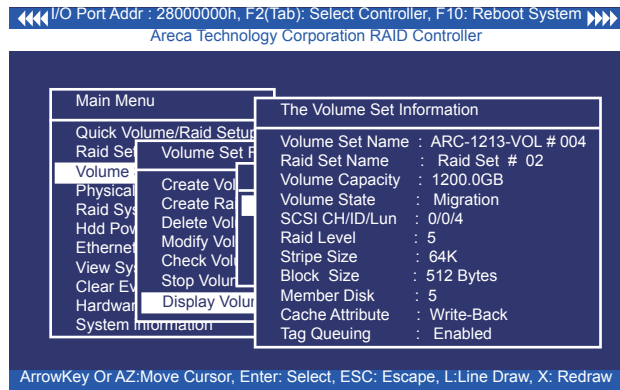 I/O Port Addr : 28000000h, F2(Tab): Select Controller, F10: Reboot System
Areca Technology Corporation RAID Controller
Main Menu
Quick Volume/Raid Setup
Raid Set
Volume
Physical
Raid Sys
Hdd Pow
Ethernet
View Sy
Clear Ev
Hardwar
System Information
Volume Set F
Create Vol
Create Ra
Delete Vol
Modify Vol
Check Vol
Stop Volum
Display Volum
The Volume Set Information
Volume Set Name : ARC-1213-VOL # 004
Raid Set Name : Raid Set # 02
Volume Capacity : 1200.0GB
Volume State : Migration
SCSI CH/ID/Lun : 0/0/4
Raid Level : 5
Stripe Size : 64K
Block Size : 512 Bytes
Member Disk : 5
Cache Attribute : Write-Back
Tag Queuing : Enabled
ArrowKey Or AZ:Move Cursor, Enter: Select, ESC: Escape, L:Line Draw, X: Redraw